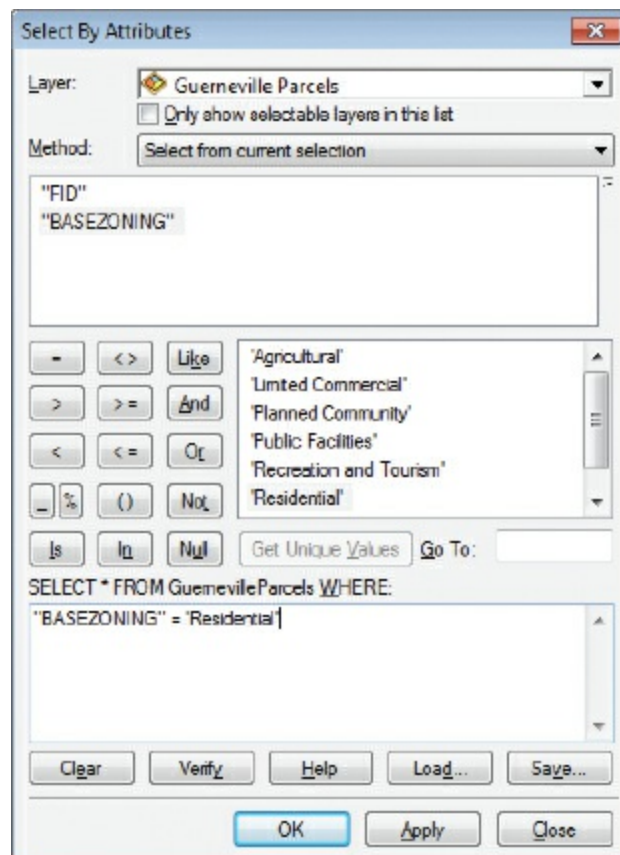 Select By Attributes
Layer: Guerneville Parcels
Only show selectable layers in this list
Method: Select from current selection
"FID"
"BASEZONING"
= <> Like
> >= And
< <= Or
_ % () Not
Is In Null
'Agricultural'
'Limited Commercial'
'Planned Community'
'Public Facilities'
'Recreation and Tourism'
'Residential'
Get Unique Values Go To:
SELECT * FROM GuernevilleParcels WHERE:
"BASEZONING" = 'Residential'
Clear Verify Help Load... Save...
OK Apply Close